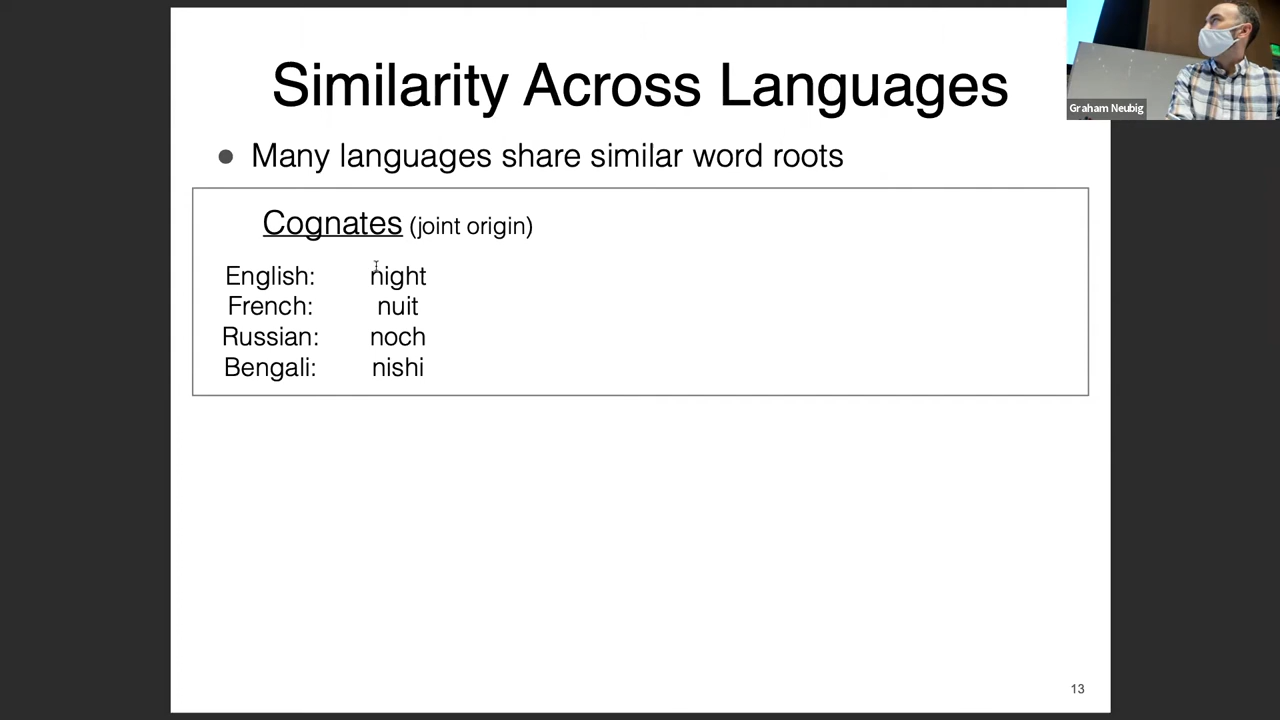 Similarity Across Languages
Graham Neubig
● Many languages share similar word roots
Cognates (joint origin)
English: night
French: nuit
Russian: noch
Bengali: nishi
13